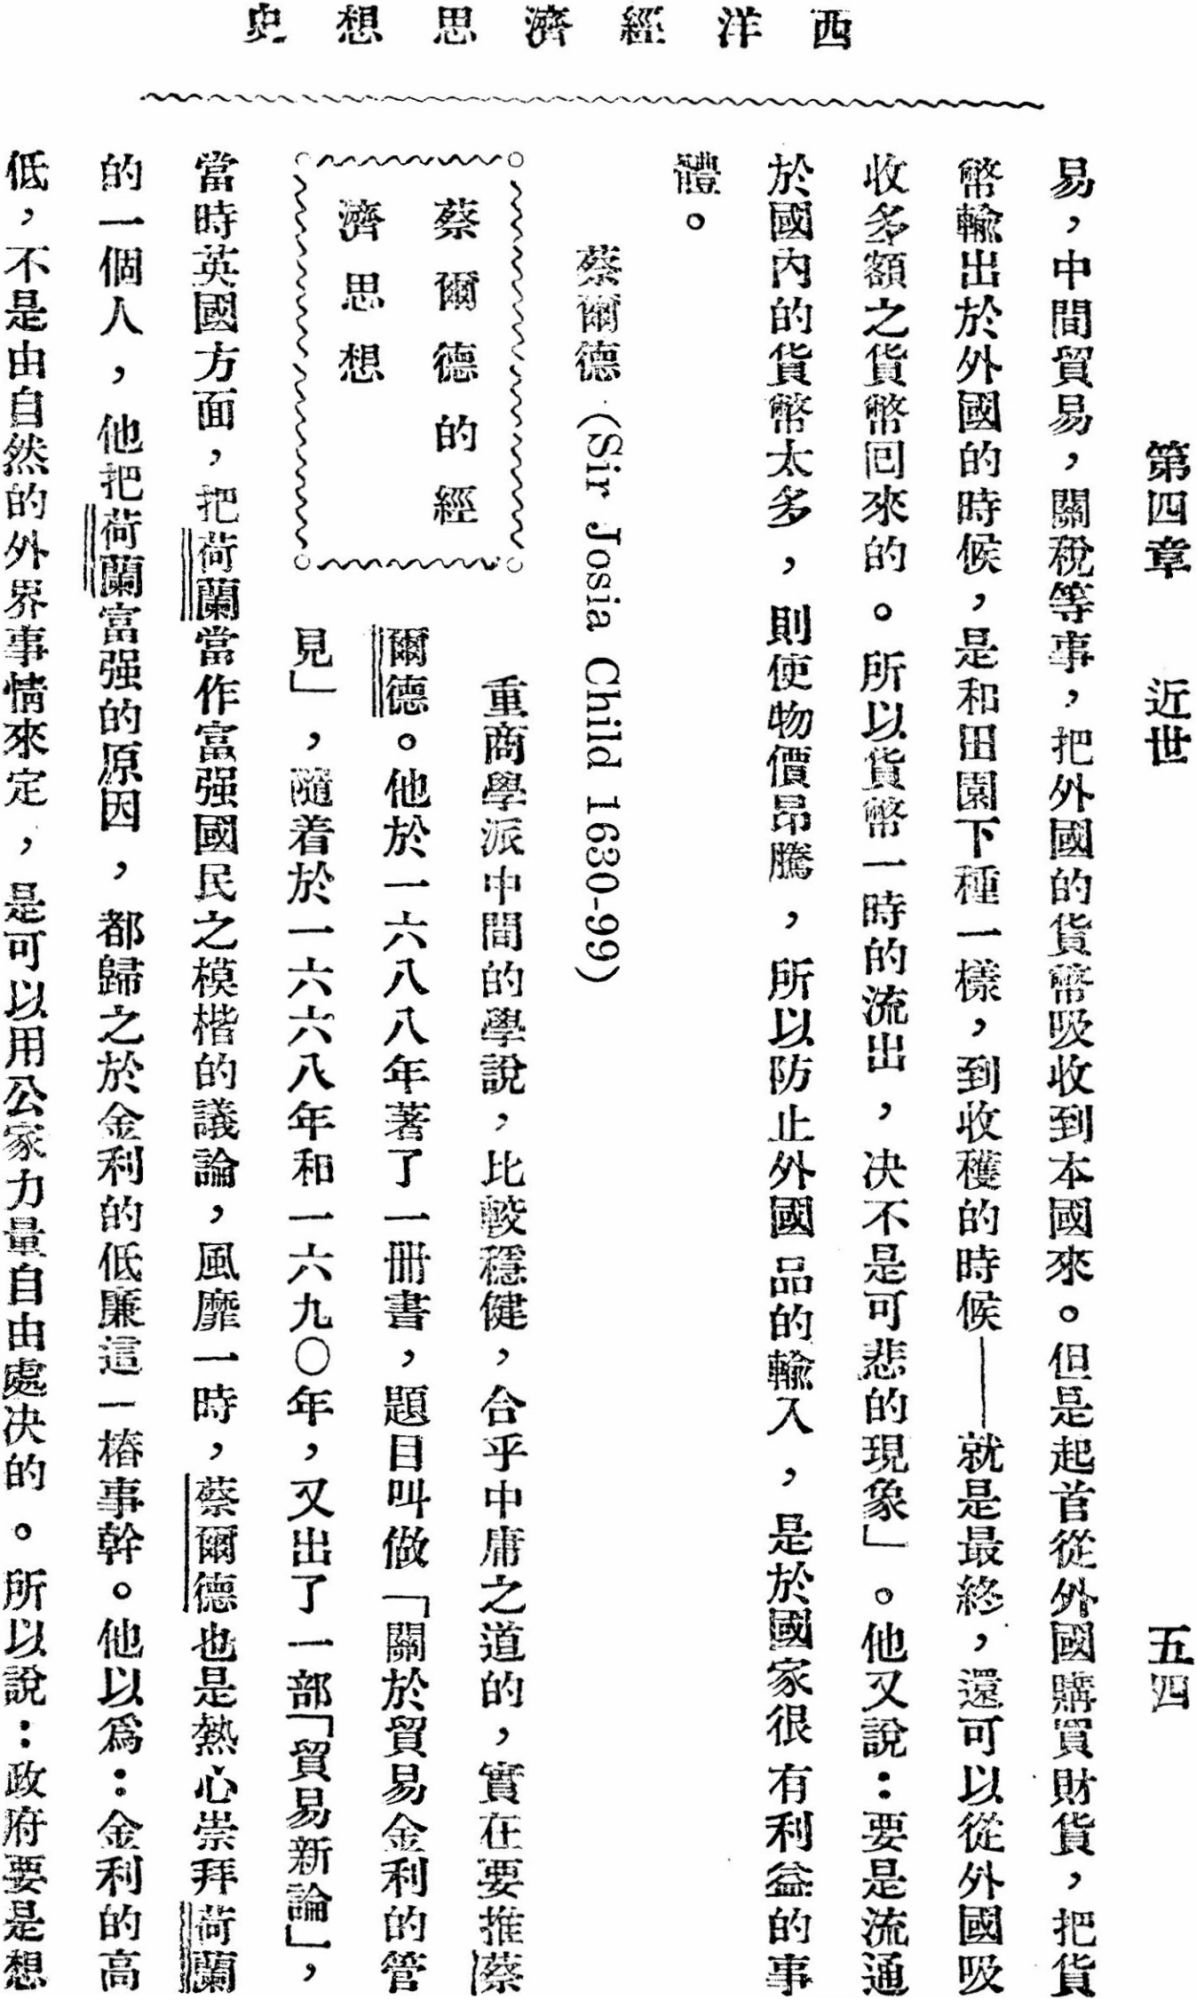 西洋經濟思想史
第四章　近世　五四
易，中間貿易，關稅等事，把外國的貨幣吸收到本國來。但是起首從外國購買財貨，把貨
幣輸出於外國的時候，是和田園下種一樣，到收穫的時候——就是最終，還可以從外國吸
收多額之貨幣回來的。所以貨幣一時的流出，决不是可悲的現象」。他又說：要是流通
於國內的貨幣太多，則使物價昂騰，所以防止外國品的輸入，是於國家很有利益的事
體。
蔡爾德 (Sir Josia Child 1630-99)
蔡爾德的經
濟思想
重商學派中間的學說，比較穩健，合乎中庸之道的，實在要推蔡
爾德。他於一六八八年著了一冊書，題目叫做「關於貿易金利的管
見」，隨着於一六六八年和一六九〇年，又出了一部「貿易新論」，
當時英國方面，把荷蘭當作富强國民之模楷的議論，風靡一時，蔡爾德也是熱心崇拜荷蘭
的一個人，他把荷蘭富强的原因，都歸之於金利的低廉這一樁事幹。他以爲：金利的高
低，不是由自然的外界事情來定，是可以用公家力量自由處决的。所以說：政府要是想